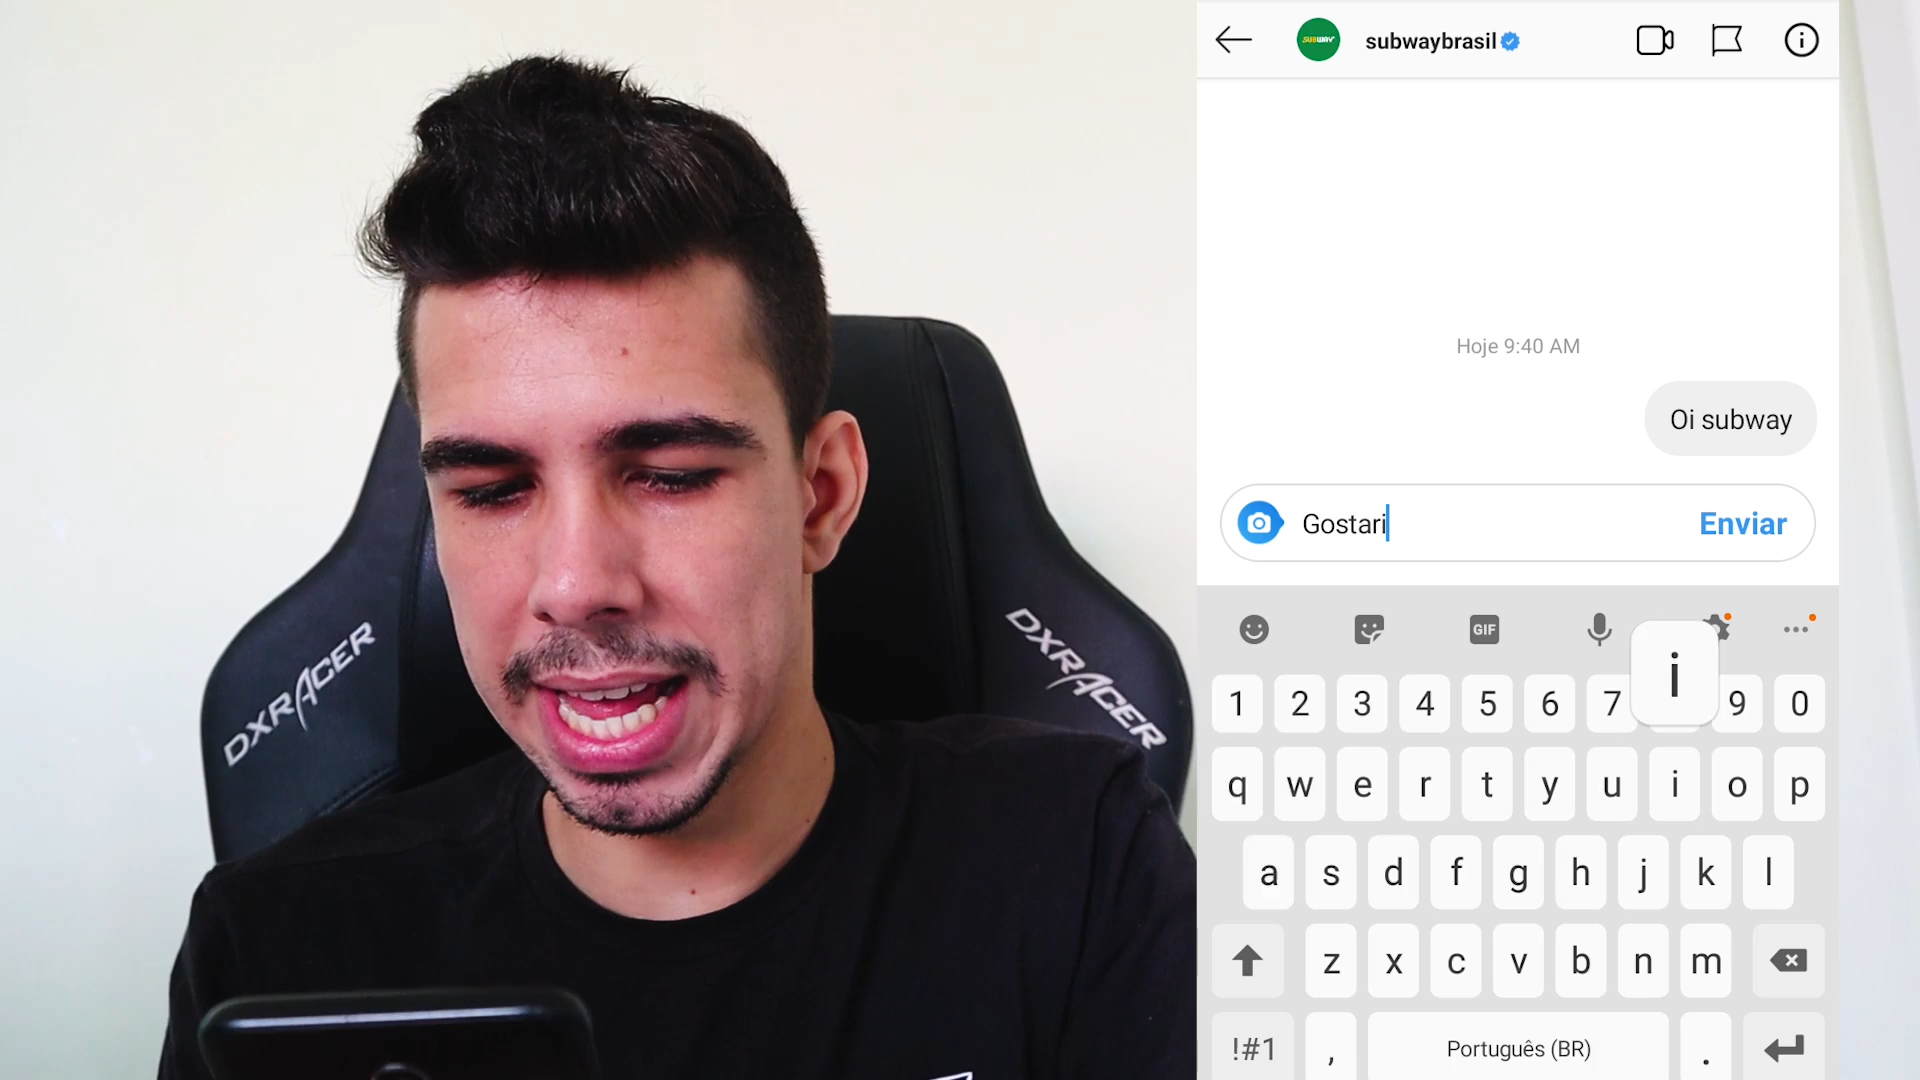 subwaybrasil
SUBWAY
Hoje 9:40 AM
Oi subway
Gostari
Enviar
GIF
i
1 2 3 4 5 6 7 9 0
q w e r t y u i o p
a s d f g h j k l
z x c v b n m
!#1 , Português (BR) .
DXRACER
DXRACER